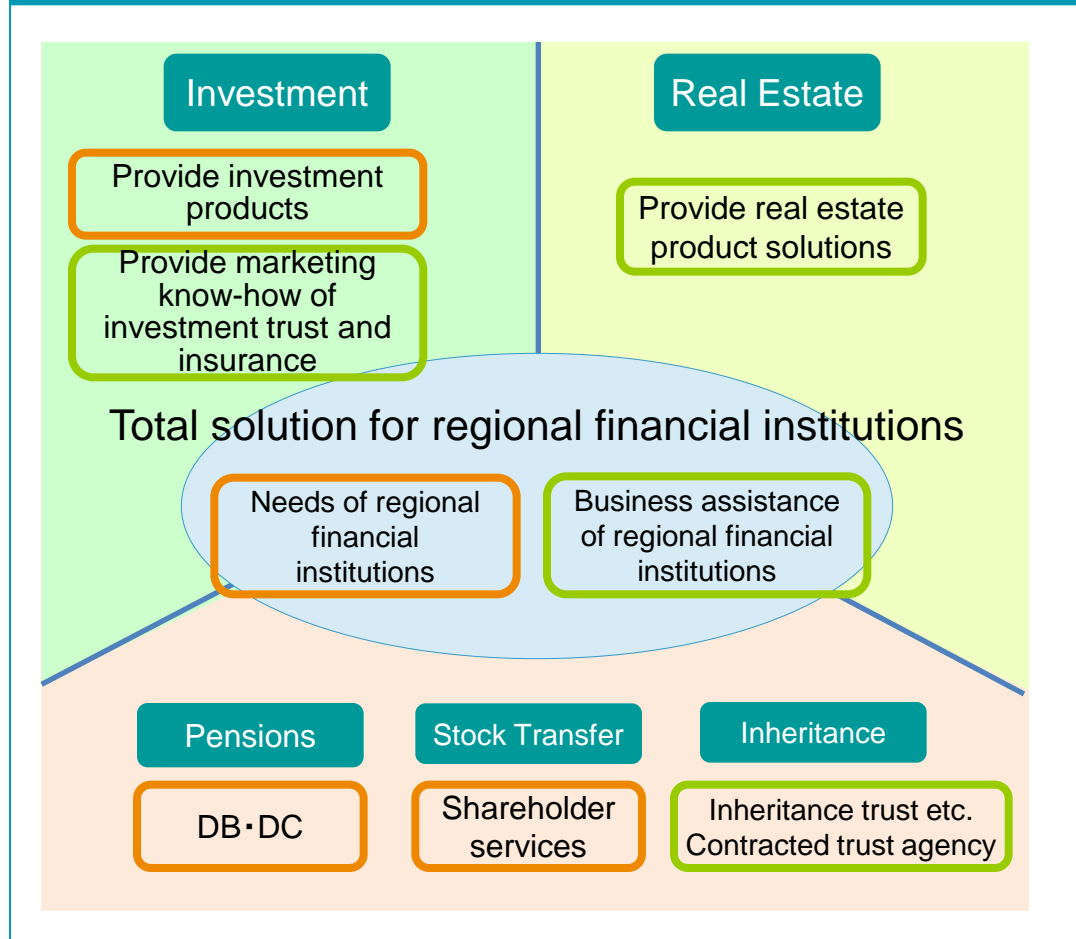 Investment
Real Estate
Provide investment
products
Provide marketing
know-how of
investment trust and
insurance
Provide real estate
product solutions
Total solution for regional financial institutions
Needs of regional
financial
institutions
Business assistance
of regional financial
institutions
Pensions
Stock Transfer
Inheritance
DB・DC
Shareholder
services
Inheritance trust etc.
Contracted trust agency